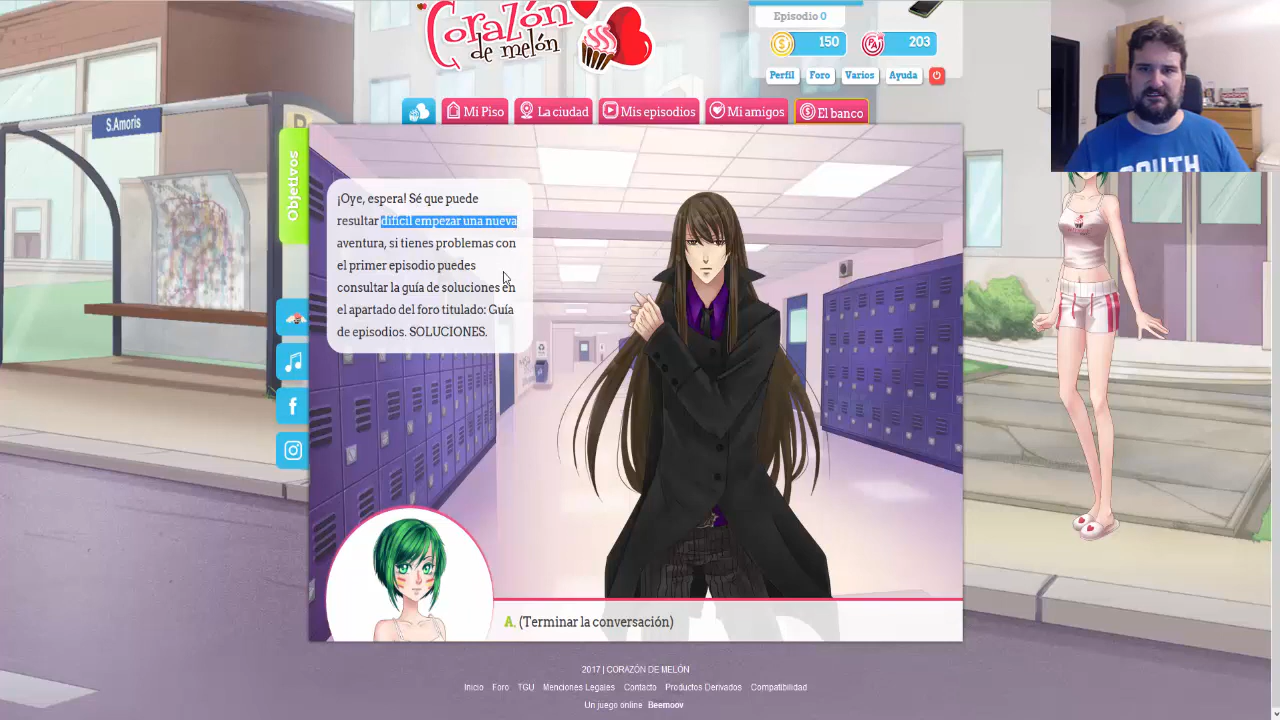 Corazón
de melón
Episodio 0
150
203
Perfil
Foro
Varios
Ayuda
Mi Piso
La ciudad
Mis episodios
Mi amigos
El banco
S.Amoris
Objetivos
SOUTH
¡Oye, espera! Sé que puede
resultar difícil empezar una nueva
aventura, si tienes problemas con
el primer episodio puedes
consultar la guía de soluciones en
el apartado del foro titulado: Guía
de episodios. SOLUCIONES.
A. (Terminar la conversación)
2017 | CORAZÓN DE MELÓN
Inicio Foro TGU Menciones Legales Contacto Productos Derivados Compatibilidad
Un juego online Beemoov